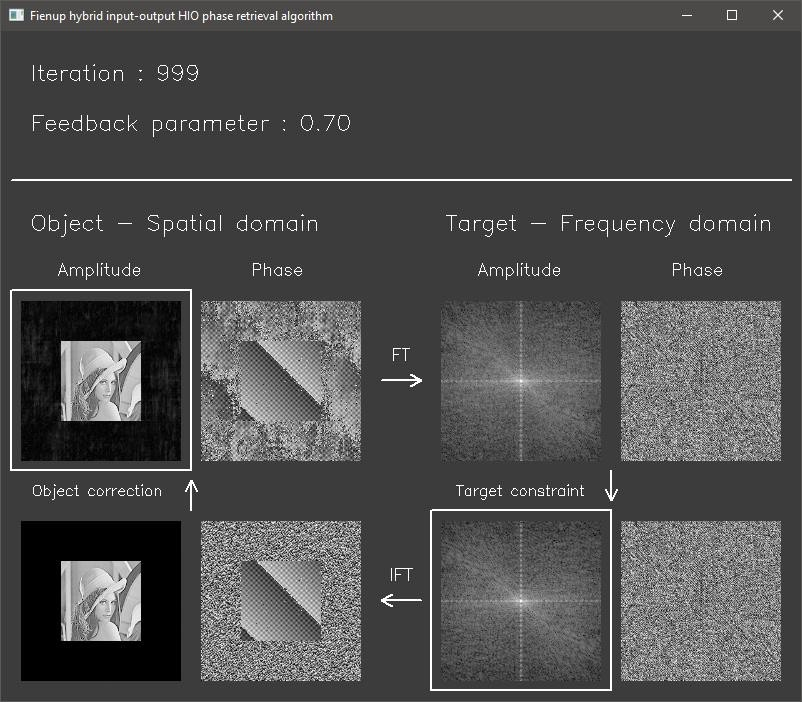 Fienup hybrid input-output HIO phase retrieval algorithm
Iteration : 999
Feedback parameter : 0.70
Object – Spatial domain
Target – Frequency domain
Amplitude
Phase
Amplitude
Phase
FT
Object correction
Target constraint
IFT